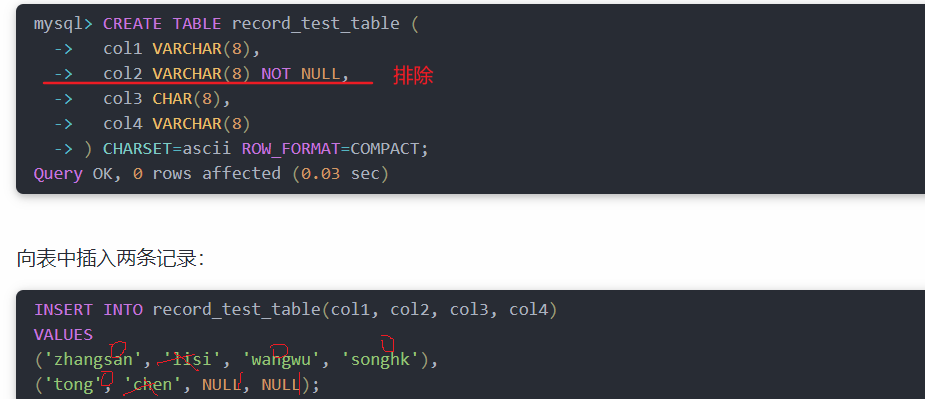 mysql> CREATE TABLE record_test_table (
-> col1 VARCHAR(8),
-> col2 VARCHAR(8) NOT NULL, 排除
-> col3 CHAR(8),
-> col4 VARCHAR(8)
-> ) CHARSET=ascii ROW_FORMAT=COMPACT;
Query OK, 0 rows affected (0.03 sec)
向表中插入两条记录：
INSERT INTO record_test_table(col1, col2, col3, col4)
VALUES
('zhangsan', 'lisi', 'wangwu', 'songhk'),
('tong', 'chen', NULL, NULL);